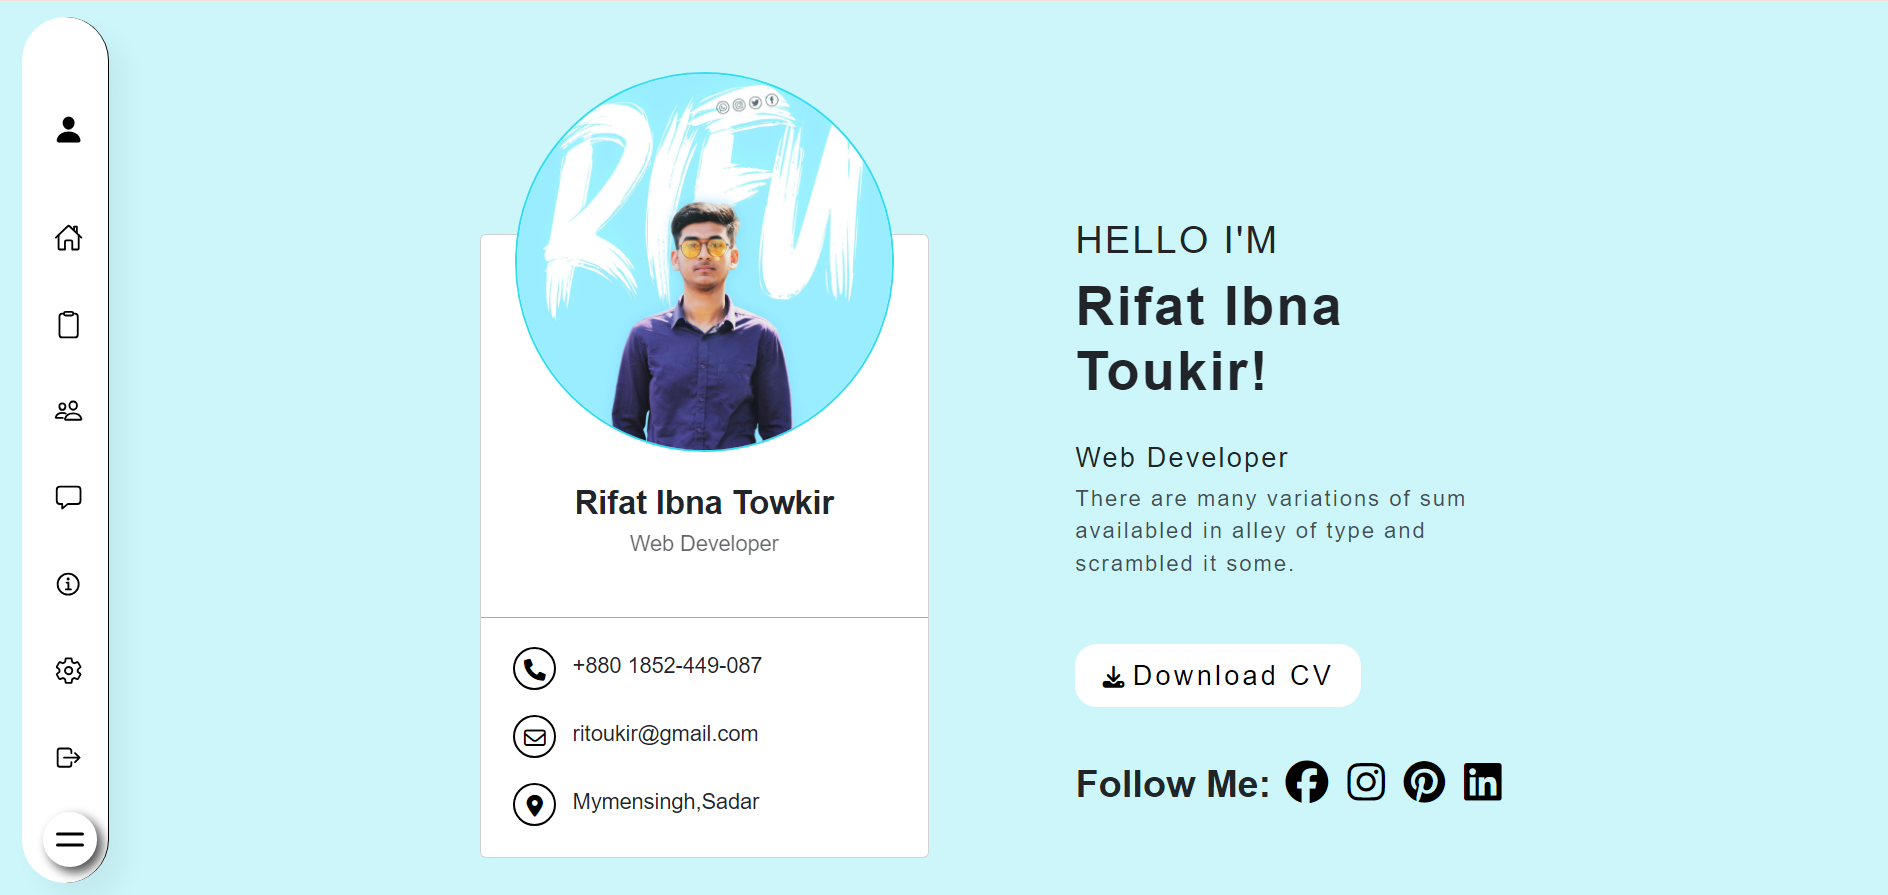 RIFU
Rifat Ibna Towkir
Web Developer
+880 1852-449-087
ritoukir@gmail.com
Mymensingh,Sadar
HELLO I'M
Rifat Ibna
Toukir!
Web Developer
There are many variations of sum
availabled in alley of type and
scrambled it some.
Download CV
Follow Me: